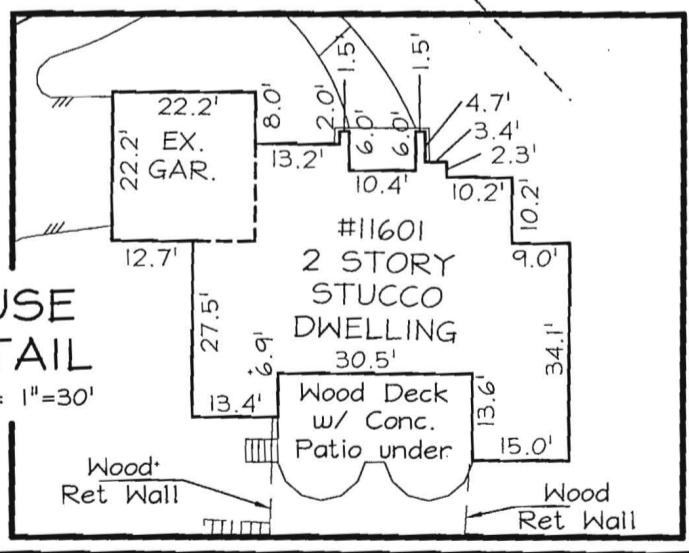 1.5'
1.5'
22.2'
8.0'
2.0'
6.0'
6.0'
4.7'
3.4'
2.3'
22.2'
EX.
GAR.
13.2'
10.4'
10.2'
10.2'
#11601
2 STORY
STUCCO
DWELLING
12.7'
9.0'
USE
TAIL
1"=30'
27.5'
6.9'
30.5'
34.1'
13.4'
Wood Deck
w/ Conc.
Patio under
13.6'
15.0'
Wood
Ret Wall
Wood
Ret Wall